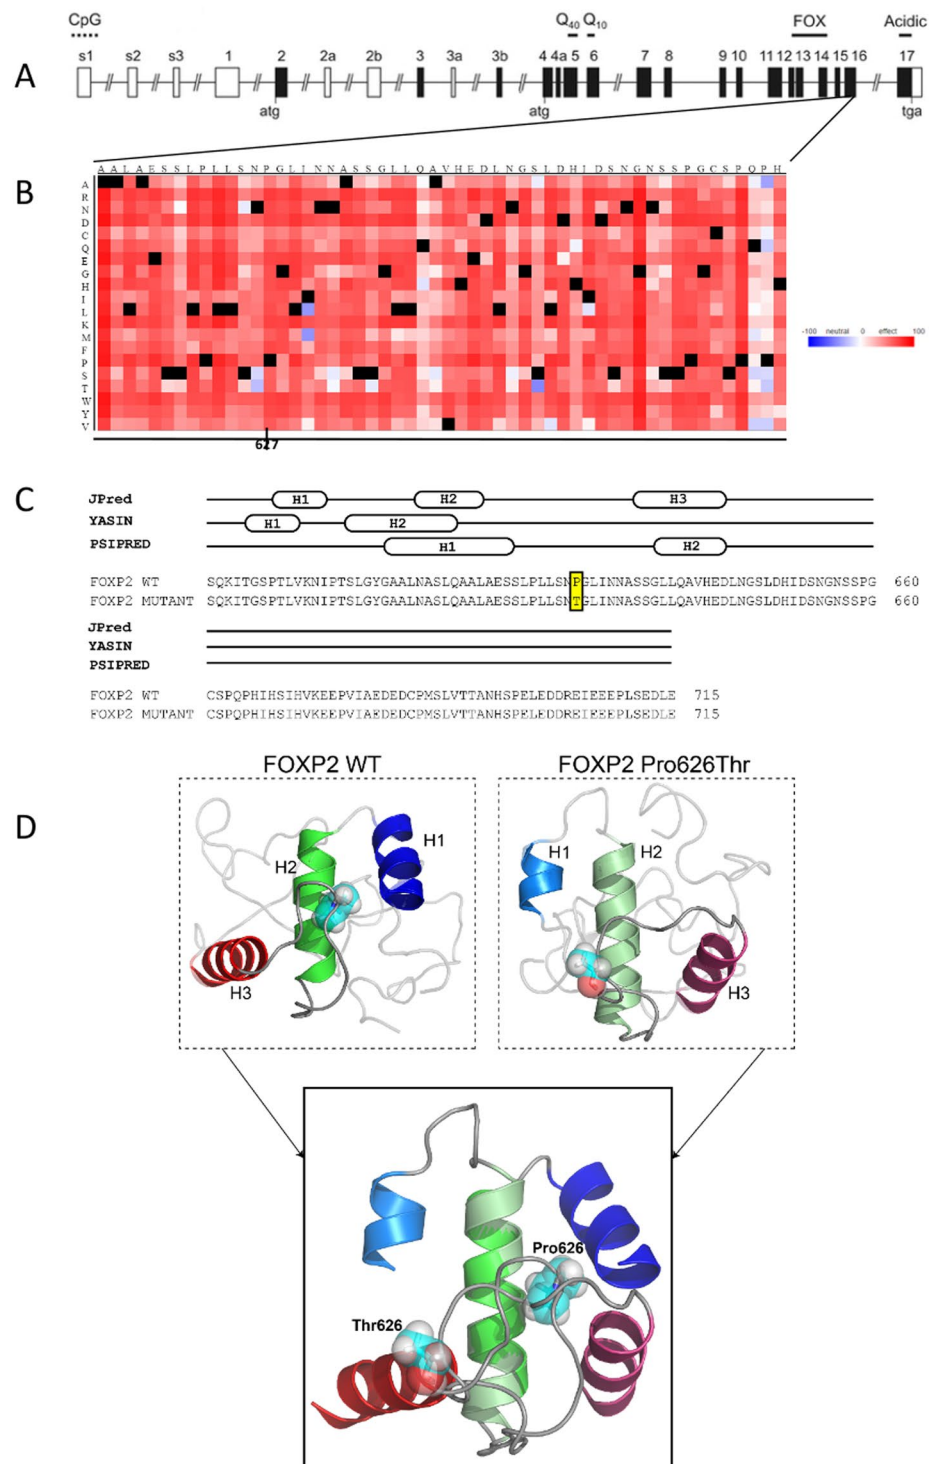 CpG Q40 Q10 FOX Acidic
s1 s2 s3 1 2 2a 2b 3 3a 3b 4 4a 5 6 7 8 9 10 11 12 13 14 15 16 17
A
atg atg tga
B
A A L A E S S L P L L S N P G L I N N A S S G L L Q A V H E D L N G S L D H I D S N G N S S P G C S P Q P H
A
R
N
D
C
Q
E
G
H
I
L
K
M
F
P
S
T
W
Y
V
-100 neutral 0 effect 100
627
C
JPred H1 H2 H3
YASIN H1 H2
PSIPRED H1 H2
FOXP2 WT SQKITGSPTLVKNIPTSLGYGAALNASLQAALAESSLPLLSNPGLINNASSGLLQAVHEDLNGSLDHIDSNGNSSPG 660
FOXP2 MUTANT SQKITGSPTLVKNIPTSLGYGAALNASLQAALAESSLPLLSNTGLINNASSGLLQAVHEDLNGSLDHIDSNGNSSPG 660
JPred
YASIN
PSIPRED
FOXP2 WT CSPQPHIHSIHVKEEPVIAEDEDCPMSLVTTANHSPELEDDREIEEEPLSEDLE 715
FOXP2 MUTANT CSPQPHIHSIHVKEEPVIAEDEDCPMSLVTTANHSPELEDDREIEEEPLSEDLE 715
D
FOXP2 WT
H1
H2
H3
FOXP2 Pro626Thr
H1
H2
H3
Pro626
Thr626